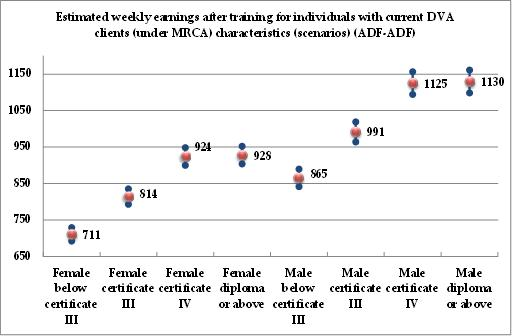 Estimated weekly earnings after training for individuals with current DVA
clients (under MRCA) characteristics (scenarios) (ADF-ADF)
1150
1050
950
850
750
650
711
814
924
928
865
991
1125
1130
Female
below
certificate
III
Female
certificate
III
Female
certificate
IV
Female
diploma
or above
Male
below
certificate
III
Male
certificate
III
Male
certificate
IV
Male
diploma
or above